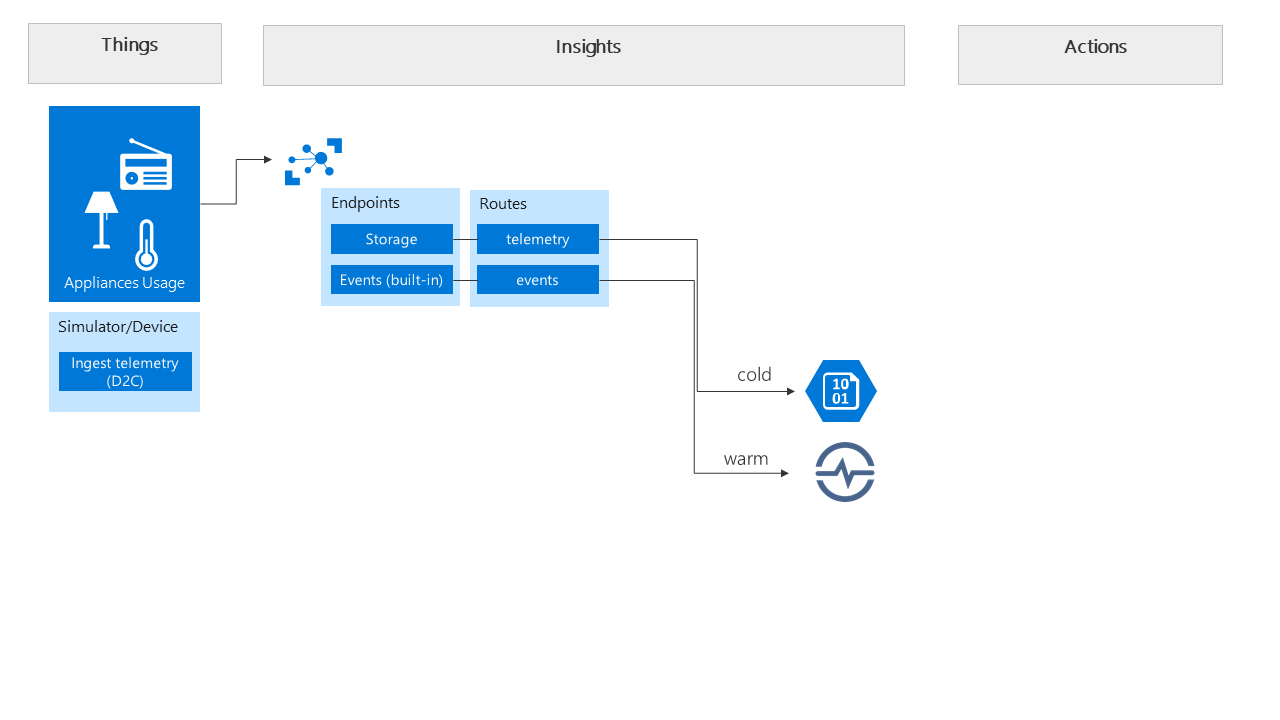 Things
Insights
Actions
Appliances Usage
Simulator/Device
Ingest telemetry
(D2C)
Endpoints
Storage
Events (built-in)
Routes
telemetry
events
cold
10
01
warm